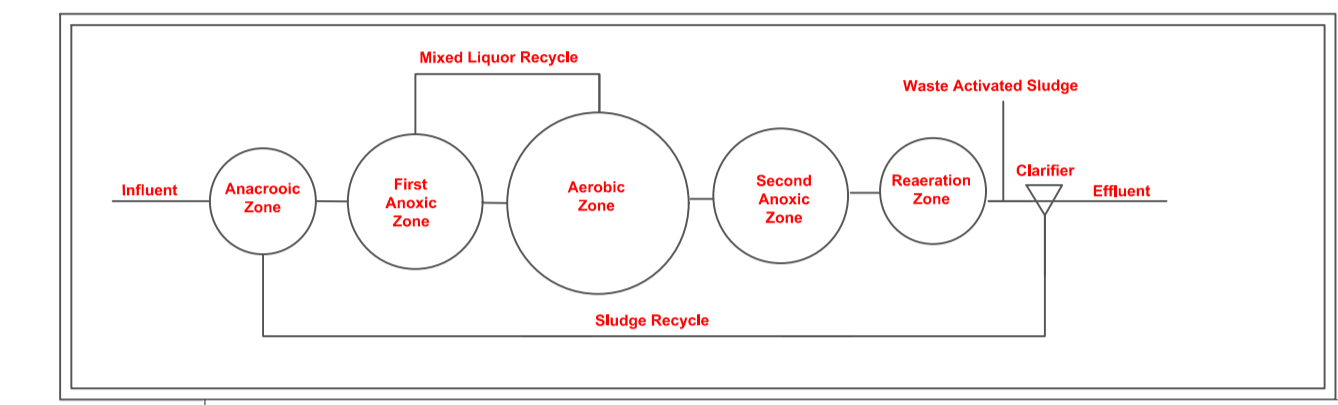 Mixed Liquor Recycle
Waste Activated Sludge
Clarifier
Influent
Anacrooic
Zone
First
Anoxic
Zone
Aerobic
Zone
Second
Anoxic
Zone
Reaeration
Zone
Effluent
Sludge Recycle